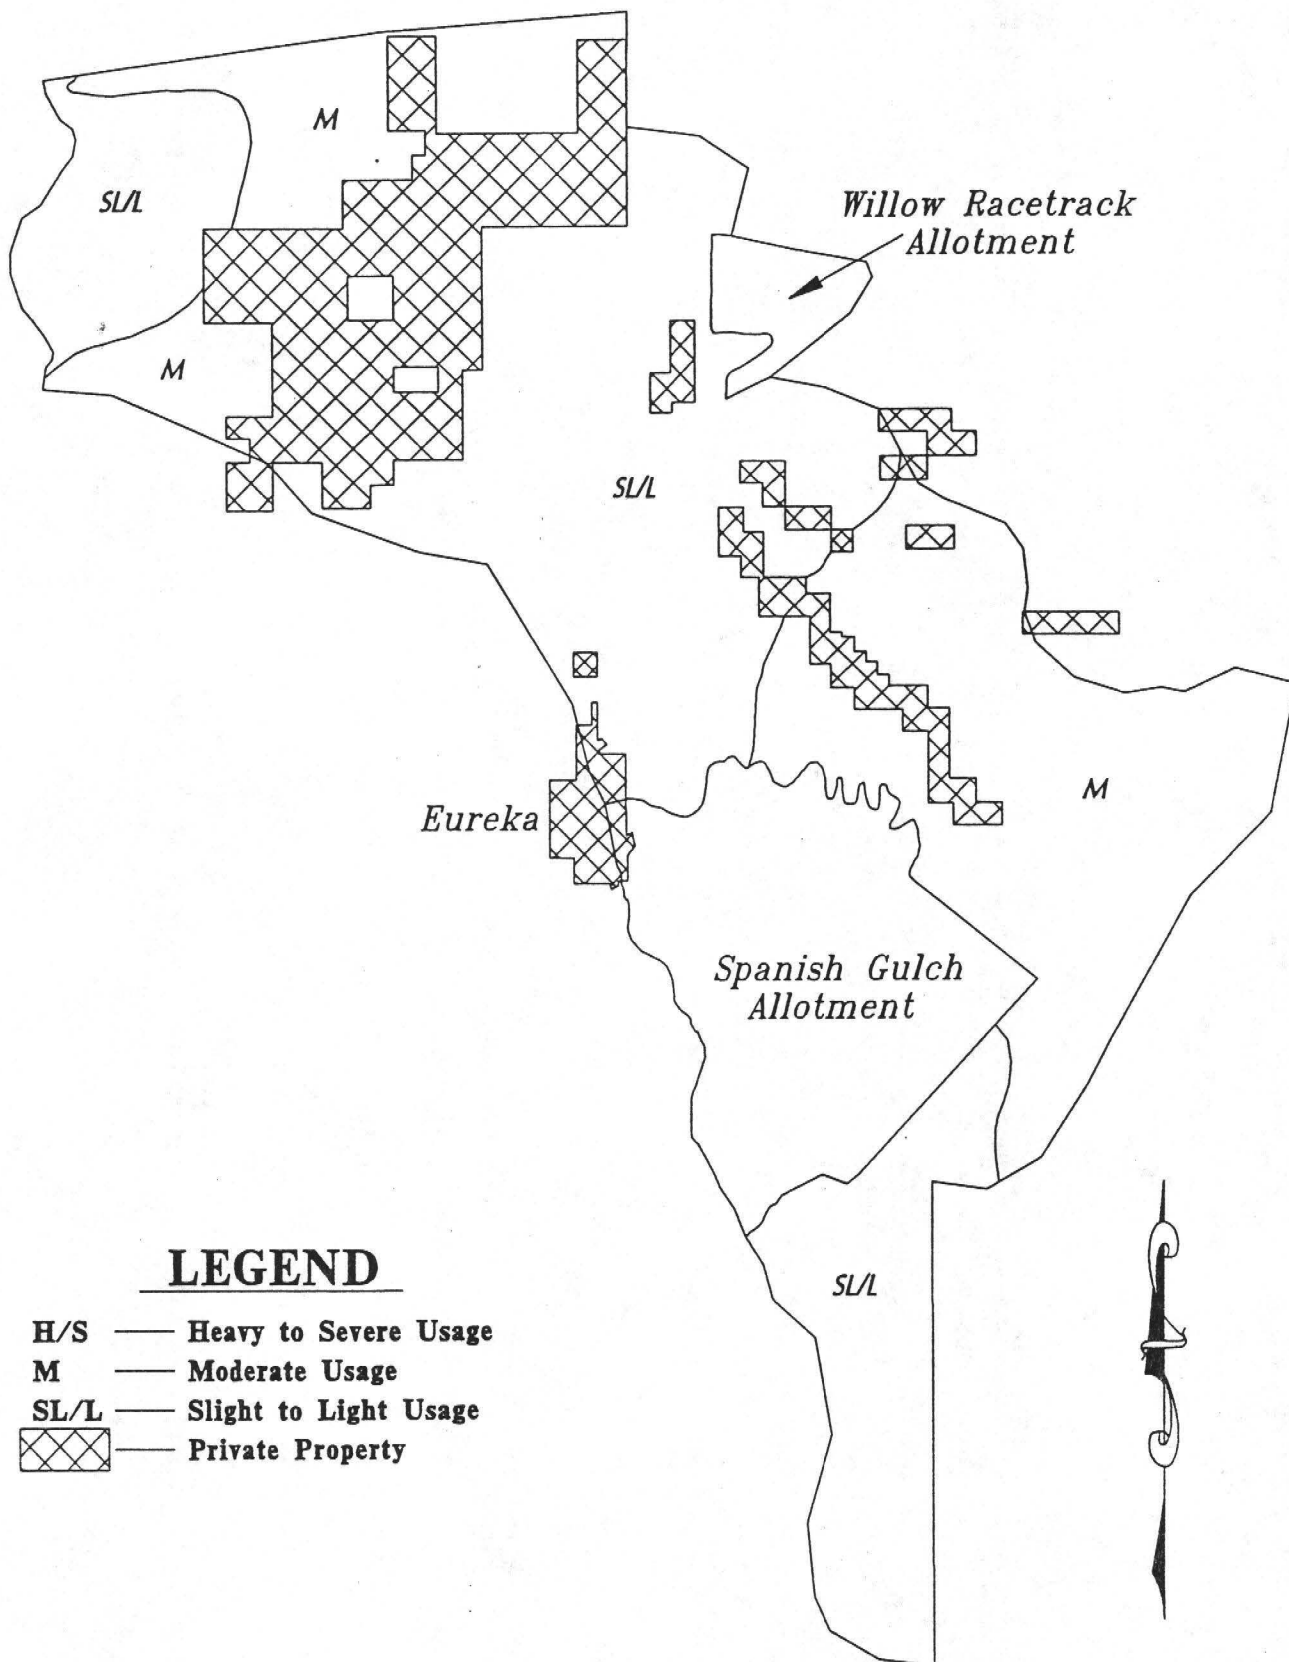 M
SL/L
Willow Racetrack
Allotment
M
SL/L
M
Eureka
Spanish Gulch
Allotment
SL/L
LEGEND
H/S Heavy to Severe Usage
M Moderate Usage
SL/L Slight to Light Usage
Private Property